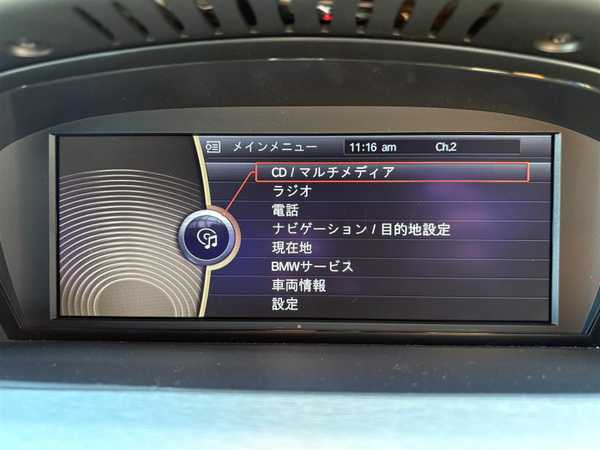 メインメニュー 11:16 am Ch.2
CD / マルチメディア
ラジオ
電話
ナビゲーション / 目的地設定
現在地
BMWサービス
車両情報
設定